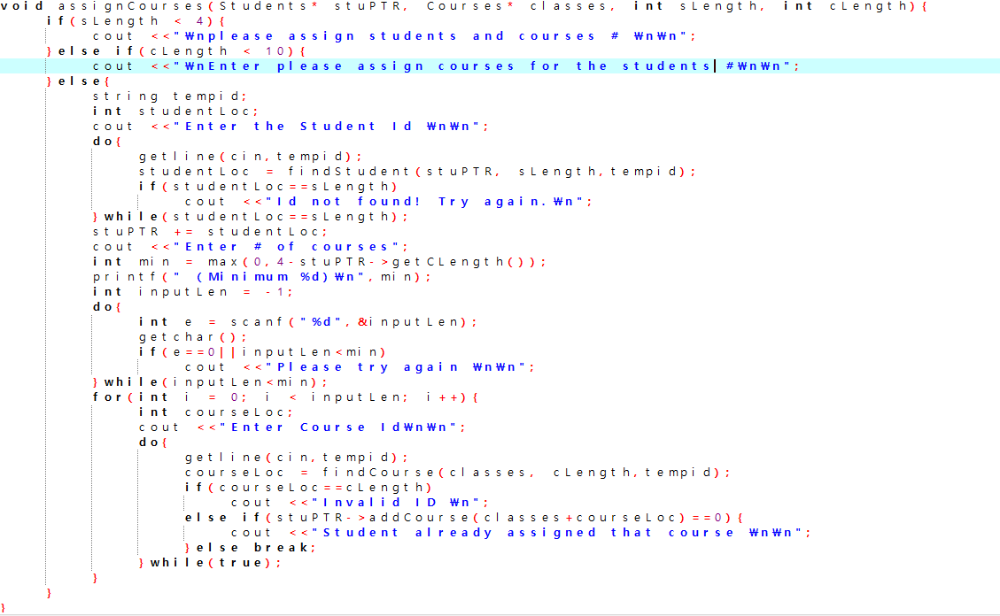 void assignCourses(Students* stuPTR, Courses* classes, int sLength, int cLength){
if(sLength < 4){
cout <<"₩nplease assign students and courses # ₩n₩n";
}else if(cLength < 10){
cout <<"₩nEnter please assign courses for the students #₩n₩n";
}else{
string tempid;
int studentLoc;
cout <<"Enter the Student Id ₩n₩n";
do{
getline(cin,tempid);
studentLoc = findStudent(stuPTR, sLength,tempid);
if(studentLoc==sLength)
cout <<"Id not found! Try again.₩n";
}while(studentLoc==sLength);
stuPTR += studentLoc;
cout <<"Enter # of courses";
int min = max(0,4-stuPTR->getCLength());
printf(" (Minimum %d)₩n",min);
int inputLen = -1;
do{
int e = scanf("%d",&inputLen);
getchar();
if(e==0||inputLen<min)
cout <<"Please try again ₩n₩n";
}while(inputLen<min);
for(int i = 0; i < inputLen; i++){
int courseLoc;
cout <<"Enter Course Id₩n₩n";
do{
getline(cin,tempid);
courseLoc = findCourse(classes, cLength,tempid);
if(courseLoc==cLength)
cout <<"Invalid ID ₩n";
else if(stuPTR->addCourse(classes+courseLoc)==0){
cout <<"Student already assigned that course ₩n₩n";
}else break;
}while(true);
}
}
}